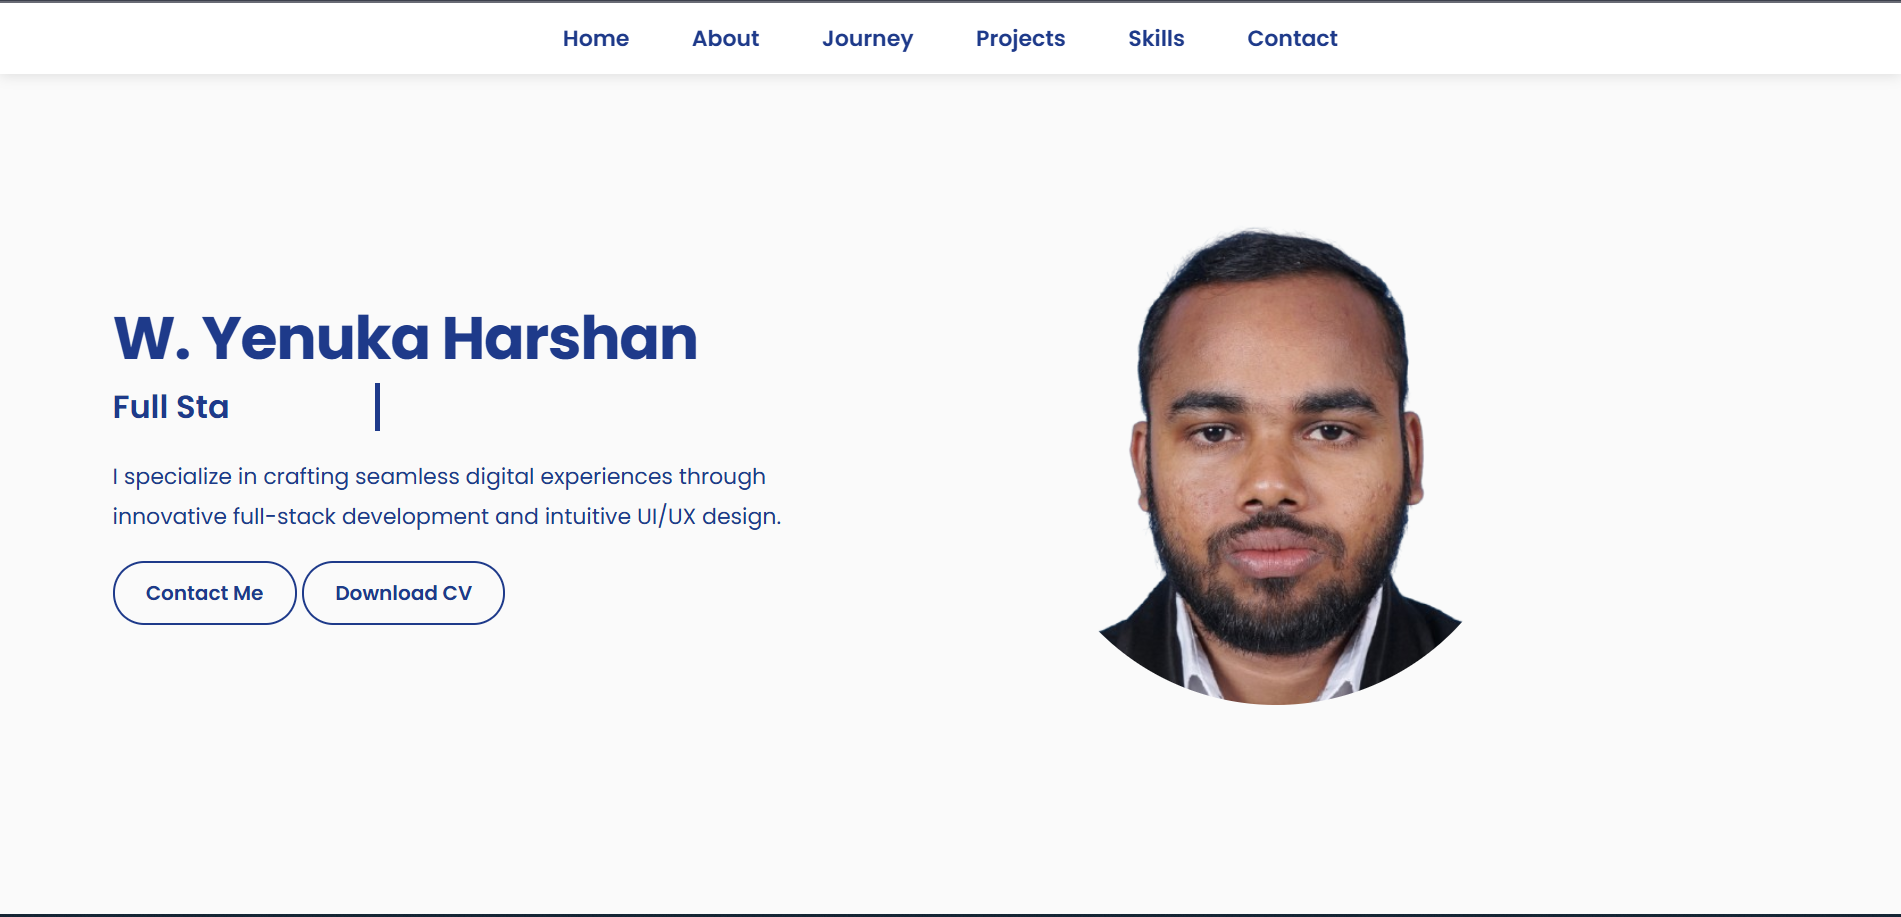 Home About Journey Projects Skills Contact
W. Yenuka Harshan
Full Sta
I specialize in crafting seamless digital experiences through
innovative full-stack development and intuitive UI/UX design.
Contact Me Download CV